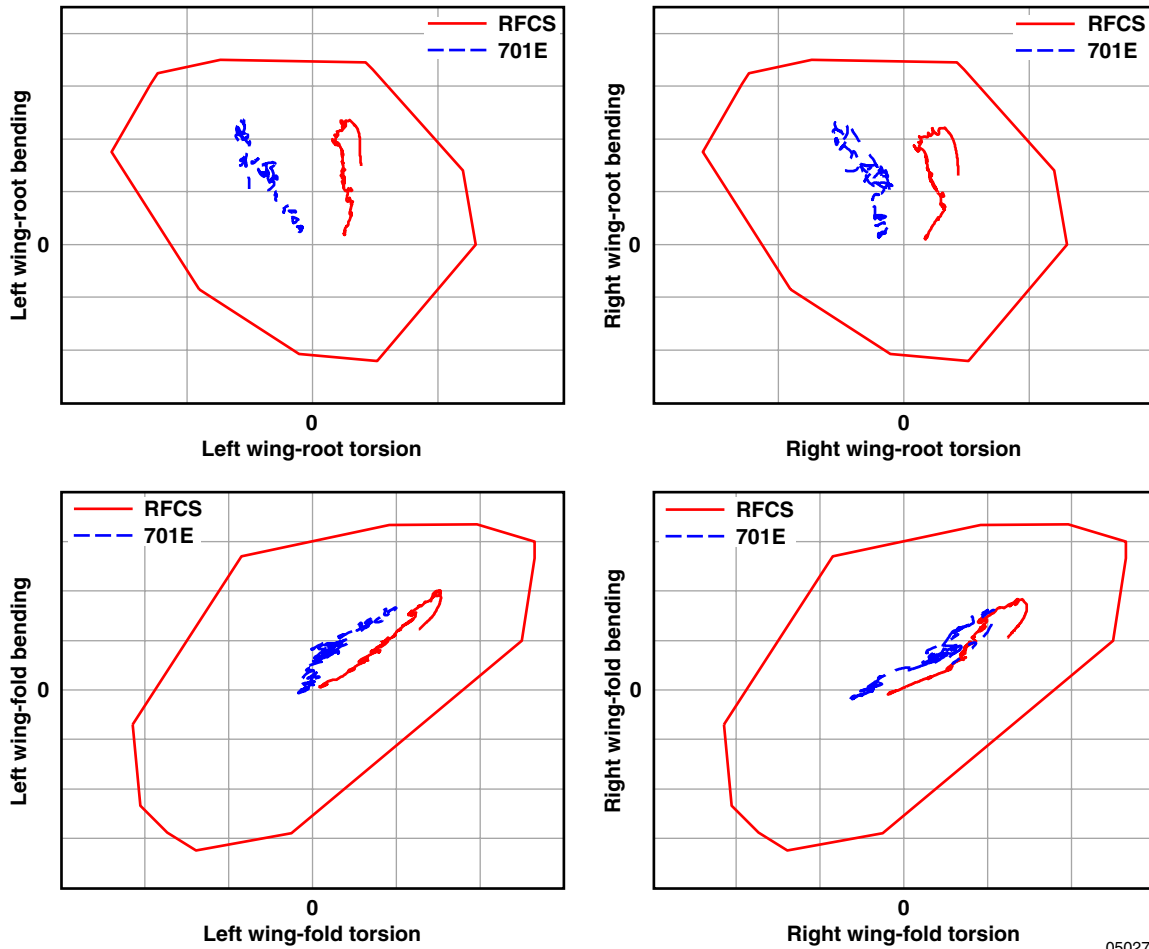 RFCS
701E
Left wing-root bending
0
0
Left wing-root torsion
RFCS
701E
Right wing-root bending
0
Right wing-root torsion
RFCS
701E
Left wing-fold bending
0
0
Left wing-fold torsion
RFCS
701E
Right wing-fold bending
0
Right wing-fold torsion
05027